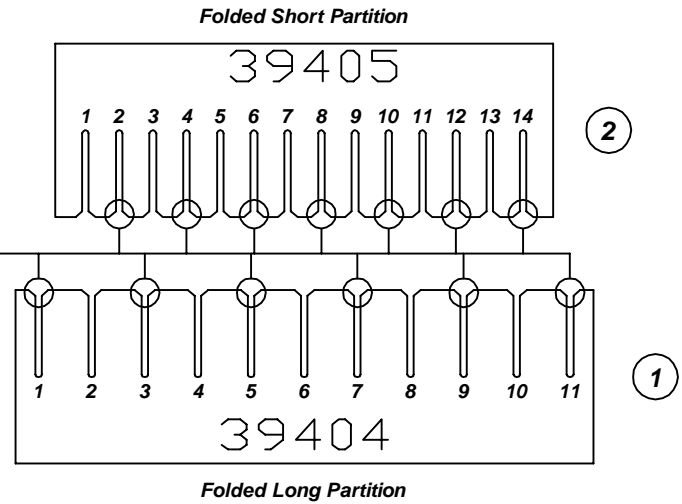 Folded Short Partition
39405
1 2 3 4 5 6 7 8 9 10 11 12 13 14
2
1 2 3 4 5 6 7 8 9 10 11
1
39404
Folded Long Partition